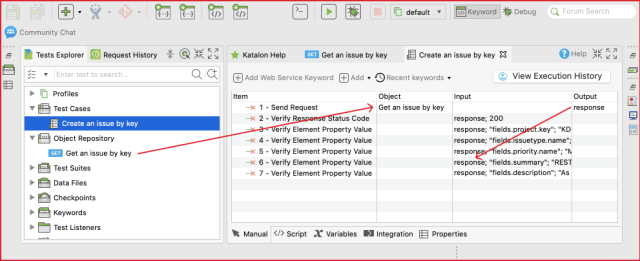 default
Keyword
Debug
Forum Search
Community Chat
Tests Explorer
Request History
Enter text to search...
Profiles
Test Cases
Create an issue by key
Object Repository
GET Get an issue by key
Test Suites
Data Files
Checkpoints
Keywords
Test Listeners
Katalon Help
GET Get an issue by key
Create an issue by key
Help
Add Web Service Keyword
Add
Recent keywords
View Execution History
Item Object Input Output
1 - Send Request Get an issue by key response
2 - Verify Response Status Code response; 200
3 - Verify Element Property Value response; "fields.project.key"; "KD
4 - Verify Element Property Value response; "fields.issuetype.name";
5 - Verify Element Property Value response; "fields.priority.name"; "M
6 - Verify Element Property Value response; "fields.summary"; "REST
7 - Verify Element Property Value response; "fields.description"; "As
Manual
</> Script
Variables
Integration
Properties